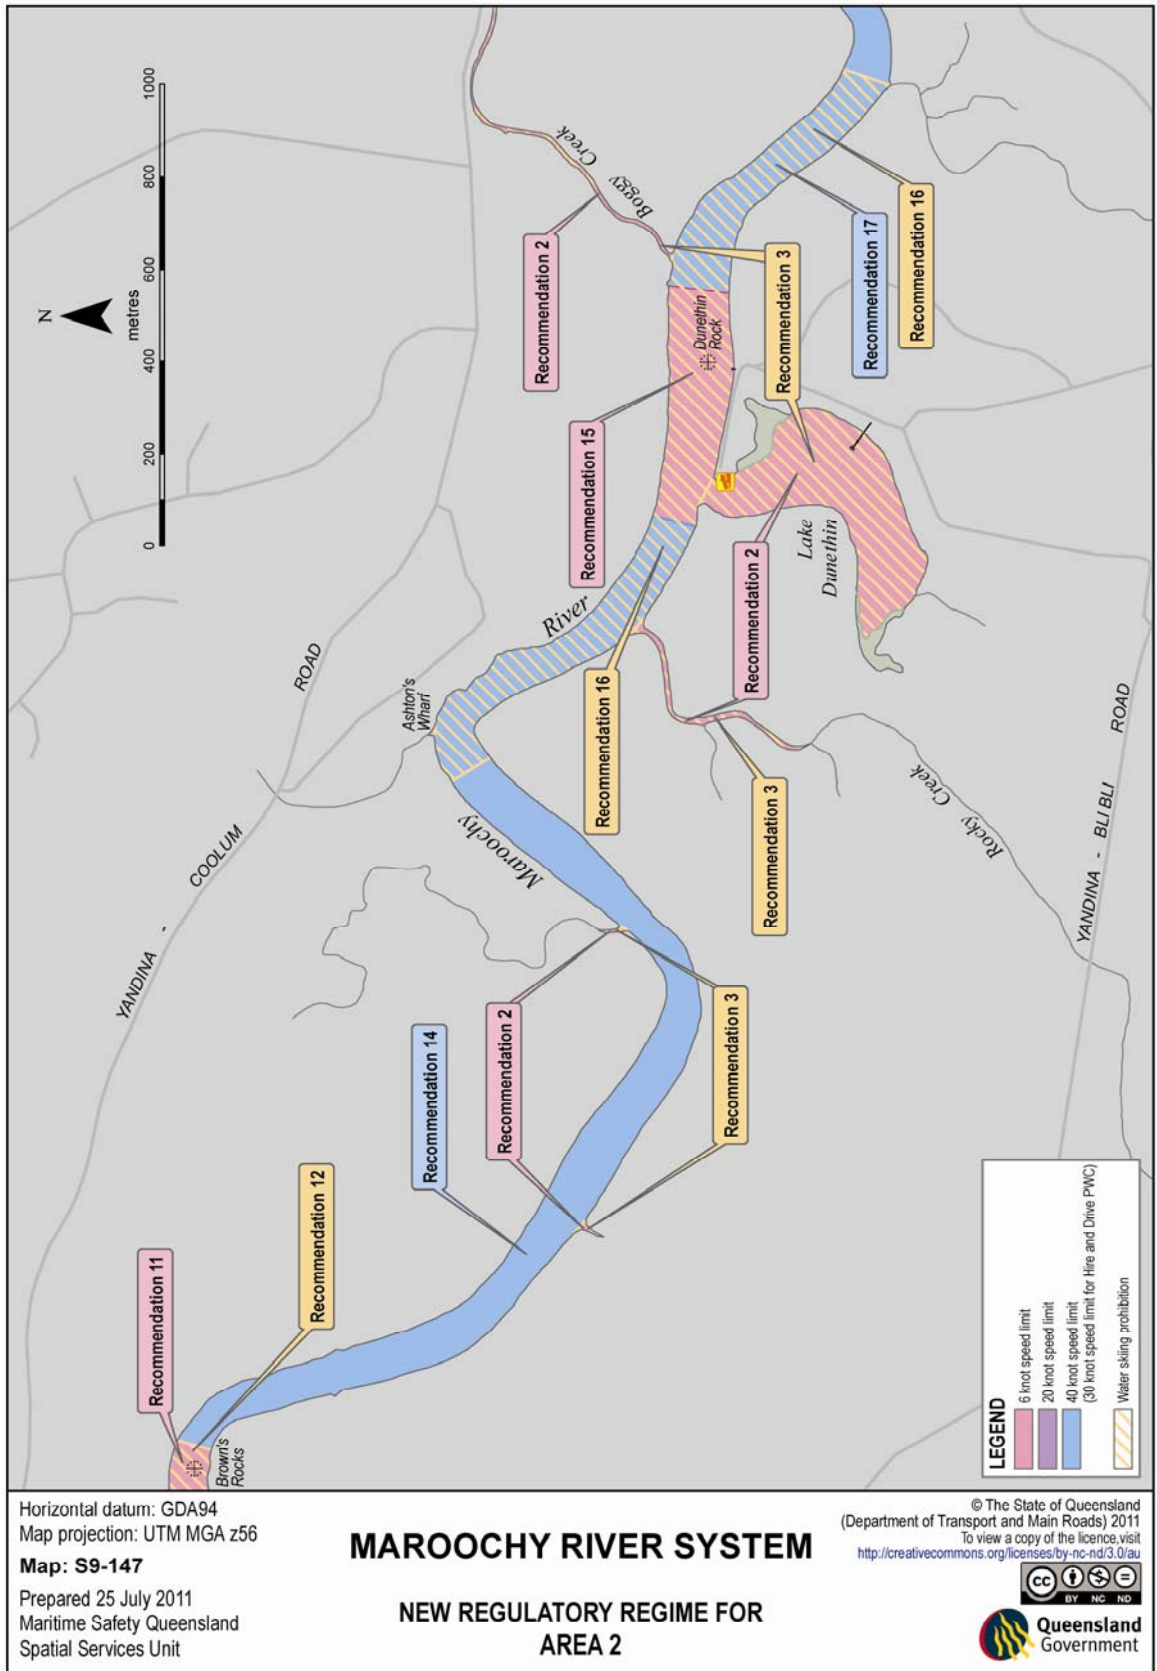 N
metres
0
200
400
600
800
1000
Boggy
Creek
Recommendation 2
Recommendation 15
Dunethin
Rock
Recommendation 3
Recommendation 17
Recommendation 16
Recommendation 2
Lake
Dunethin
River
Recommendation 16
Ashton's
Wharf
ROAD
COOLUM
-
YANDINA
Maroochy
Recommendation 3
Rocky
Creek
YANDINA - BLI BLI
ROAD
Recommendation 14
Recommendation 2
Recommendation 3
Recommendation 12
Recommendation 11
Brown's
Rocks
LEGEND
6 knot speed limit
20 knot speed limit
40 knot speed limit
(30 knot speed limit for Hire and Drive PWC)
Water skiing prohibition
Horizontal datum: GDA94
Map projection: UTM MGA z56
Map: S9-147
Prepared 25 July 2011
Maritime Safety Queensland
Spatial Services Unit
MAROOCHY RIVER SYSTEM
NEW REGULATORY REGIME FOR
AREA 2
© The State of Queensland
(Department of Transport and Main Roads) 2011
To view a copy of the licence,visit
http://creativecommons.org/licenses/by-nc-nd/3.0/au
cc
BY NC ND
Queensland
Government